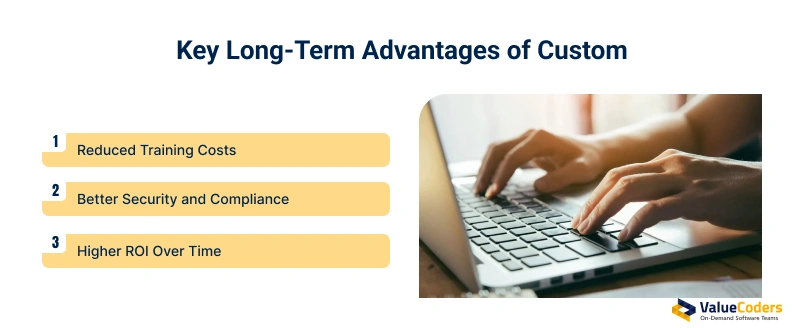 Key Long-Term Advantages of Custom
1
Reduced Training Costs
2
Better Security and Compliance
3
Higher ROI Over Time
ValueCoders
On-Demand Software Teams